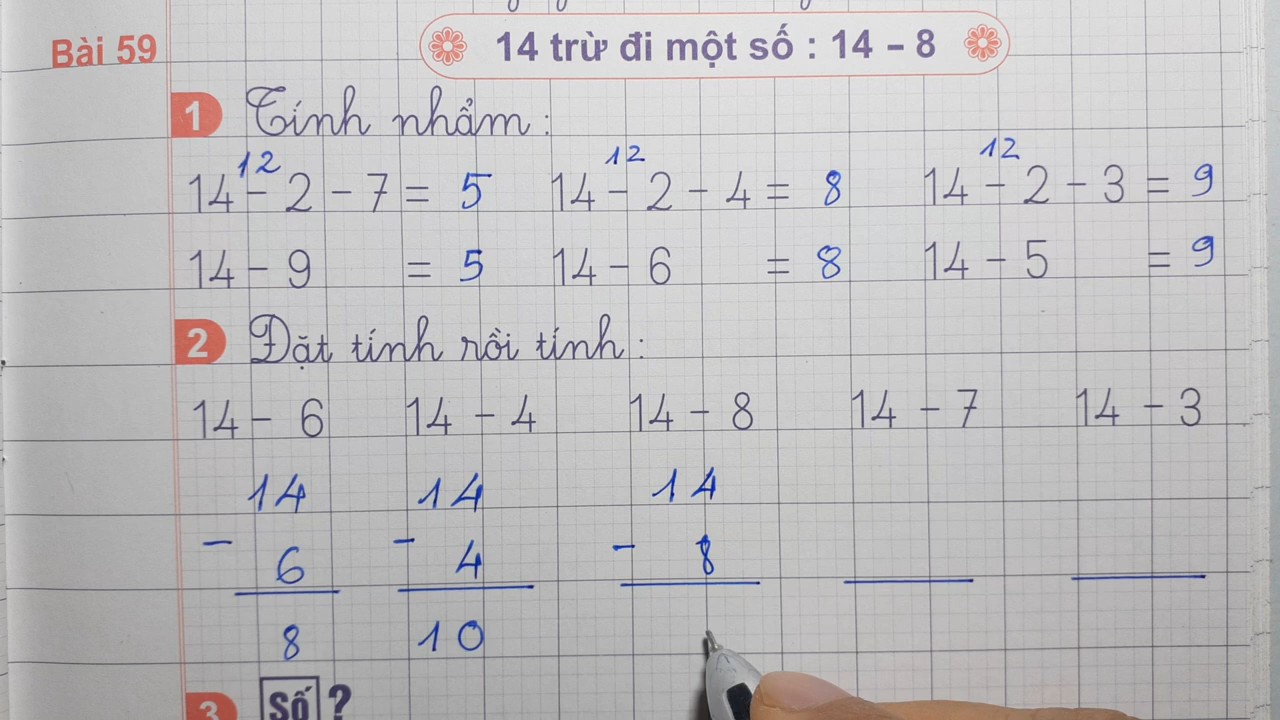 Bài 59
14 trừ đi một số : 14 – 8
1 Tính nhẩm :
12 12 12
14 – 2 – 7 = 5 14 – 2 – 4 = 8 14 – 2 – 3 = 9
14 – 9 = 5 14 – 6 = 8 14 – 5 = 9
2 Đặt tính rồi tính :
14 – 6 14 – 4 14 – 8 14 – 7 14 – 3
14 14 14
– 6 – 4 – 8
8 10
3 Số ?